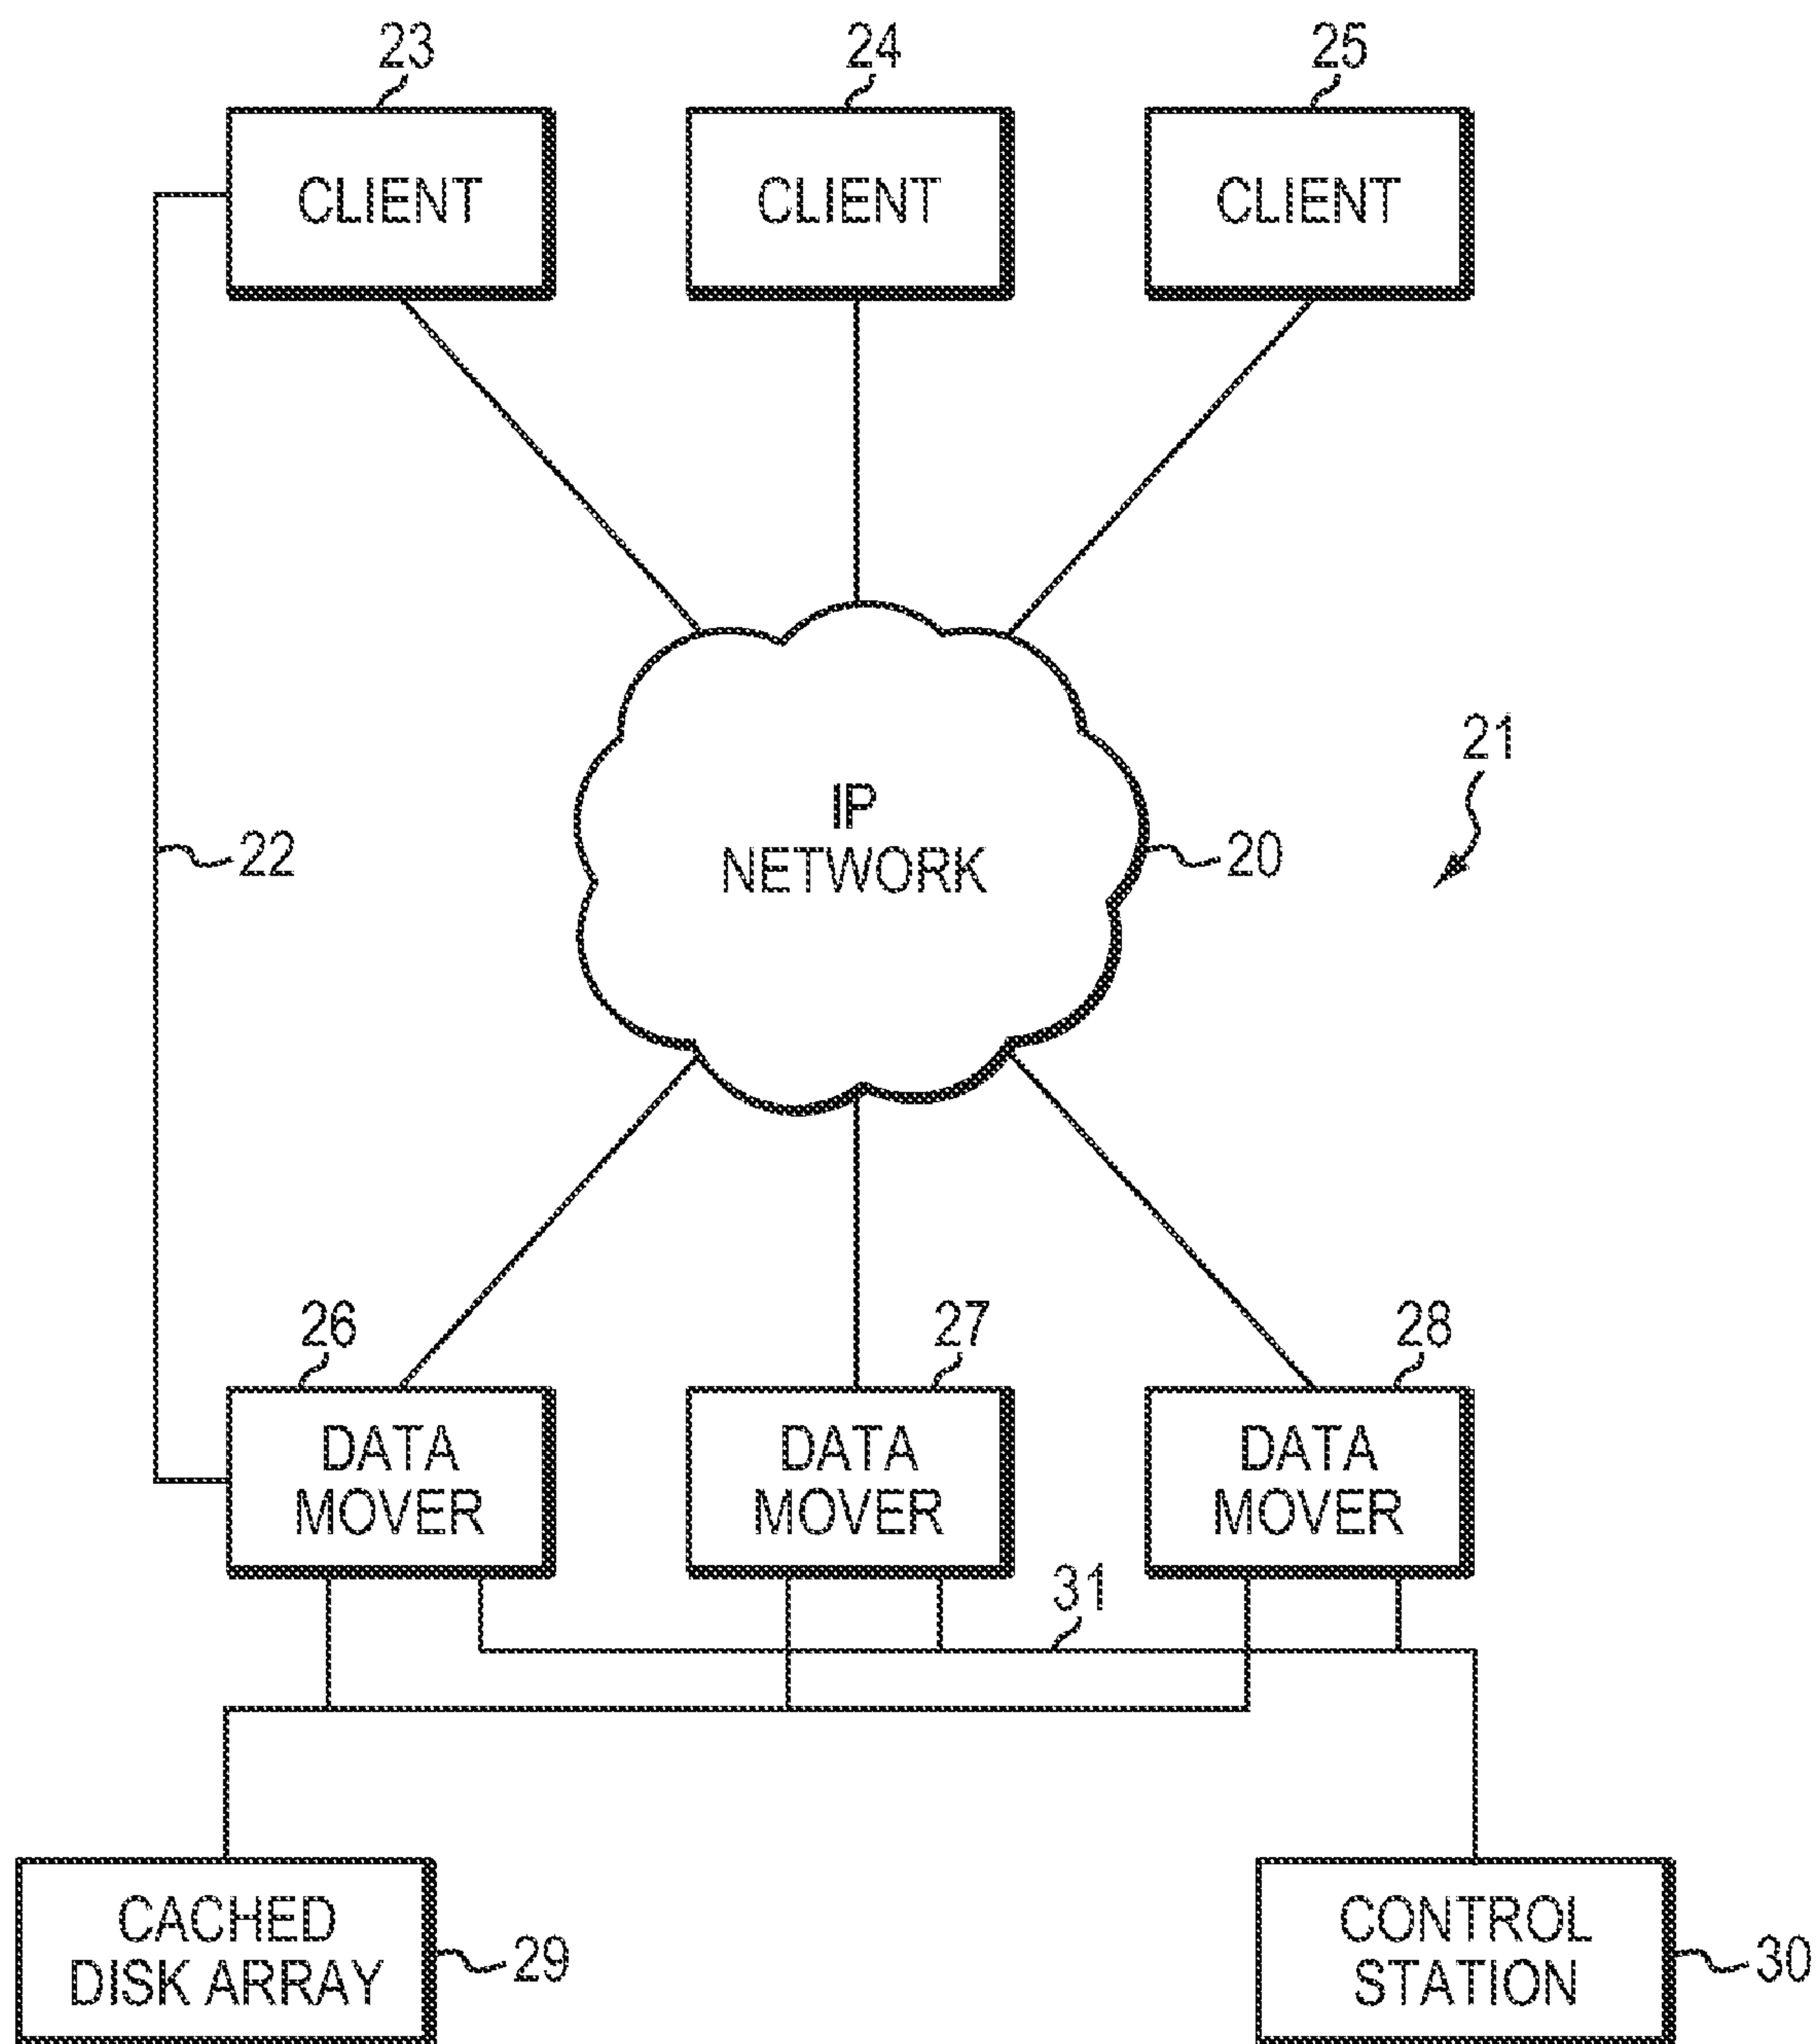 23
24
25
CLIENT
CLIENT
CLIENT
IP
NETWORK
21
22
20
26
27
28
DATA
MOVER
DATA
MOVER
DATA
MOVER
31
CACHED
DISK ARRAY
29
CONTROL
STATION
30